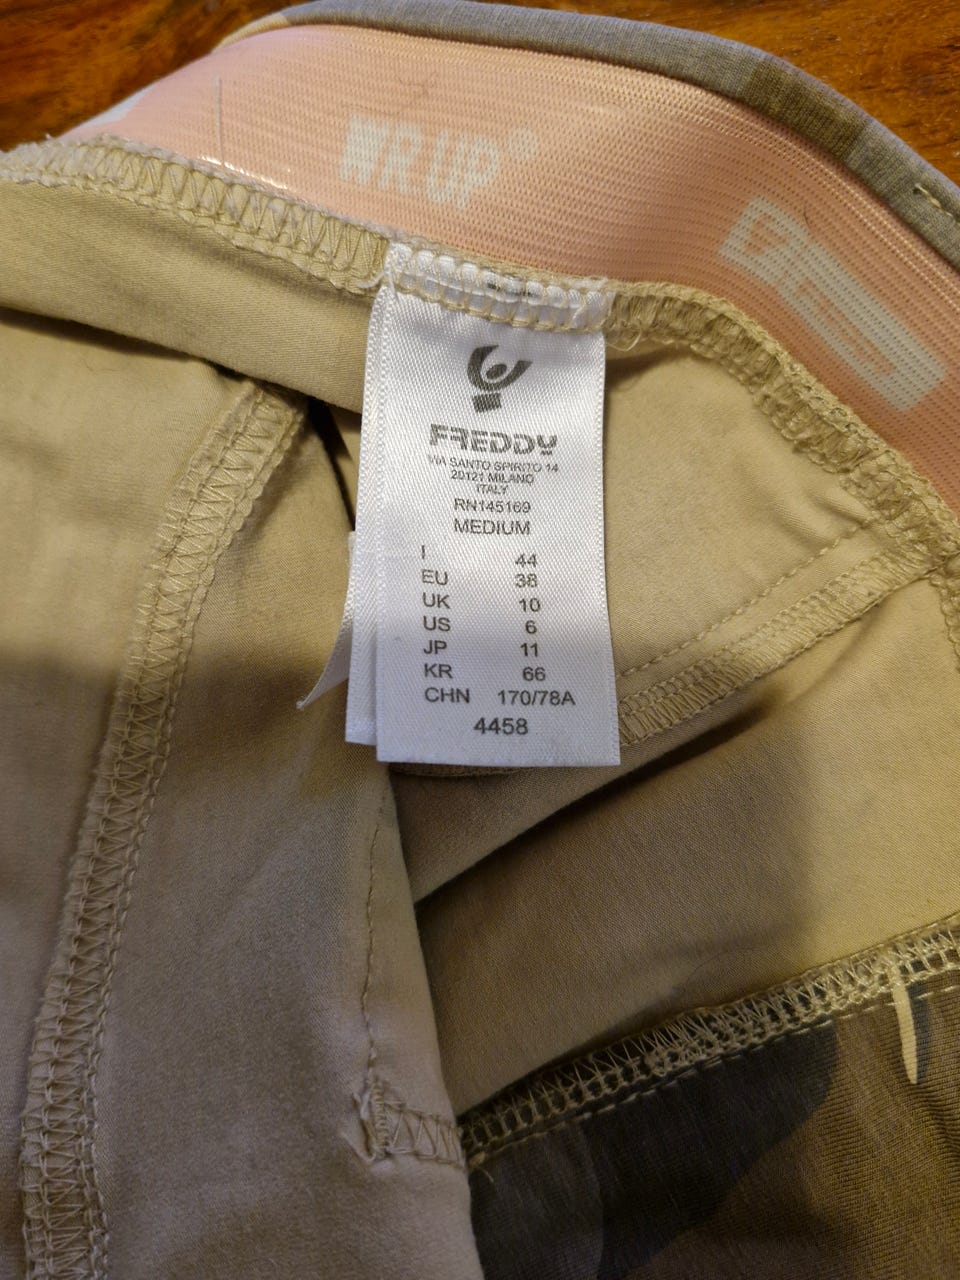 WR.UP®
FREDDY
VIA SANTO SPIRITO 14
20121 MILANO
ITALY
RN145169
MEDIUM
I 44
EU 38
UK 10
US 6
JP 11
KR 66
CHN 170/78A
4458